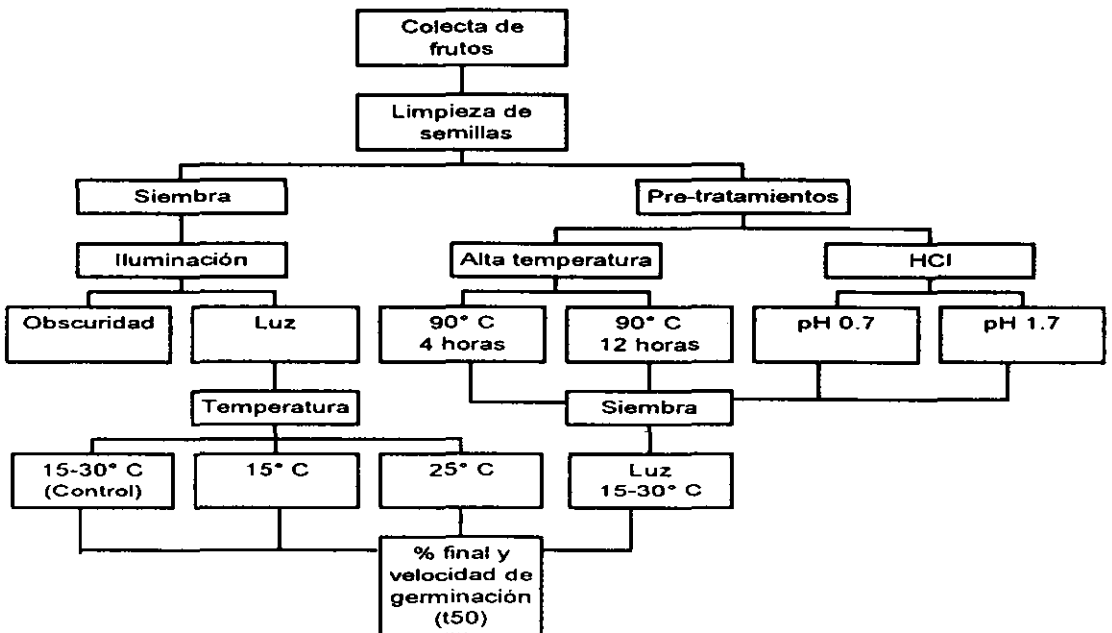 Colecta de
frutos
Limpieza de
semillas
Siembra
Pre-tratamientos
Iluminación
Alta temperatura
HCl
Obscuridad
Luz
90° C
4 horas
90° C
12 horas
pH 0.7
pH 1.7
Temperatura
Siembra
15-30° C
(Control)
15° C
25° C
Luz
15-30° C
% final y
velocidad de
germinación
(t50)